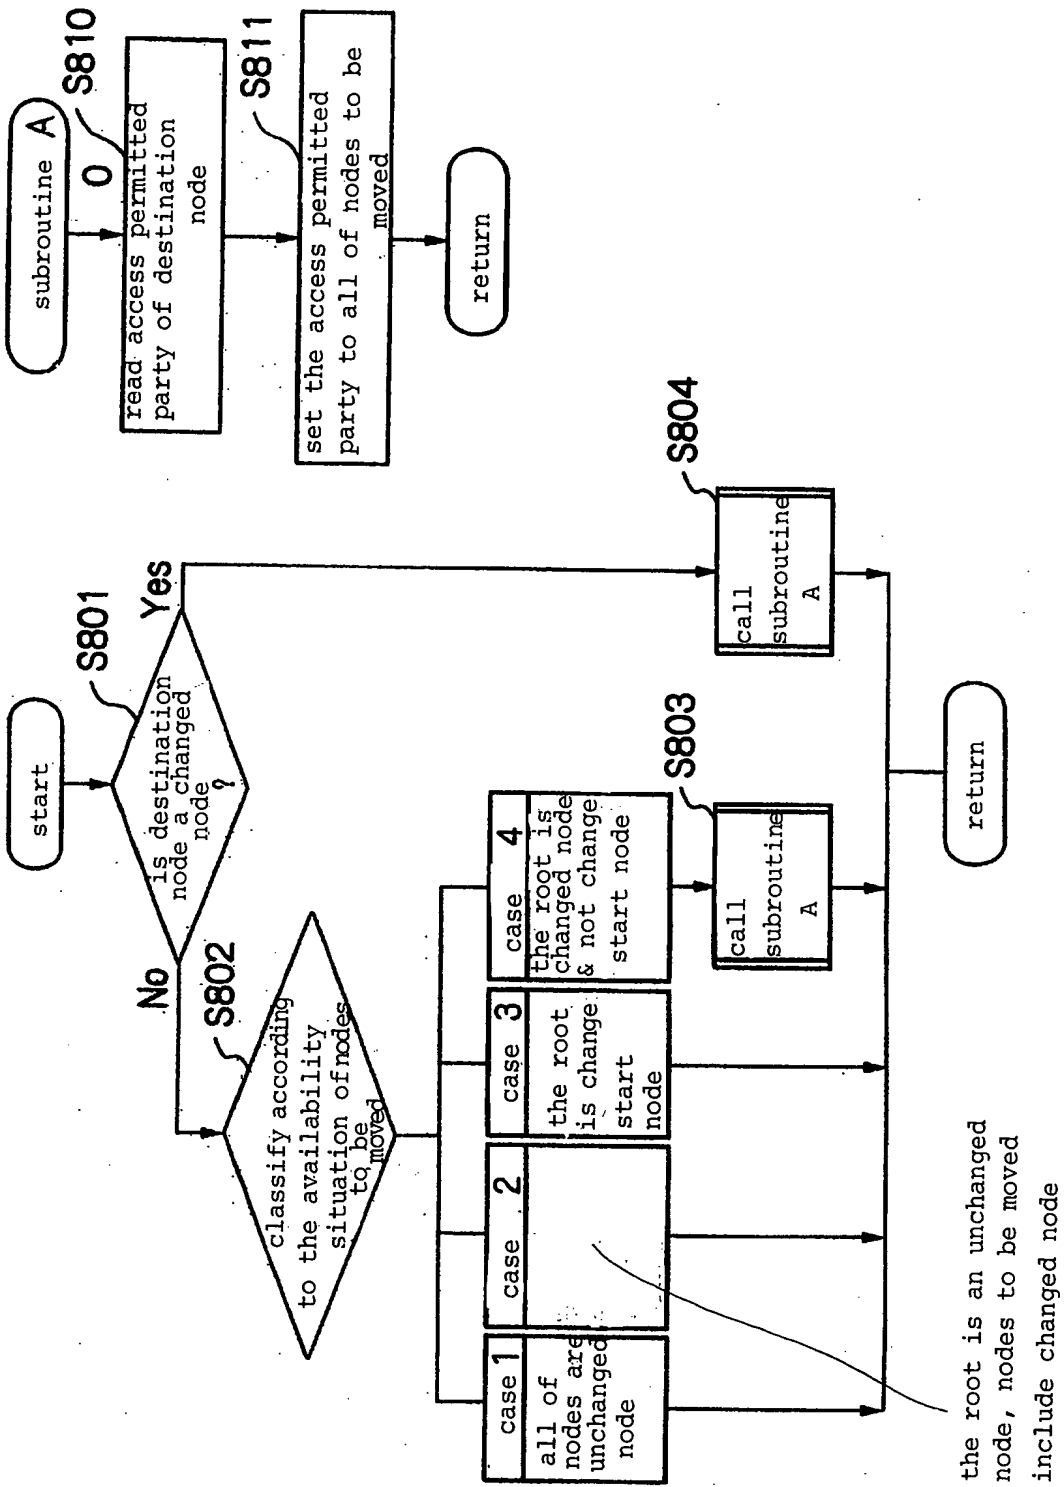 start
S801
is destination
node a changed
node
?
Yes
No
S802
classify according
to the availability
situation of nodes
to be
moved
case 1
all of
nodes are
unchanged
node
case 2
case 3
the root
is change
start
node
case 4
the root is
changed node
& not change
start node
S803
call
subroutine
A
S804
call
subroutine
A
return
the root is an unchanged
node, nodes to be moved
include changed node
subroutine A
S810
0
read access permitted
party of destination
node
S811
set the access permitted
party to all of nodes to be
moved
return